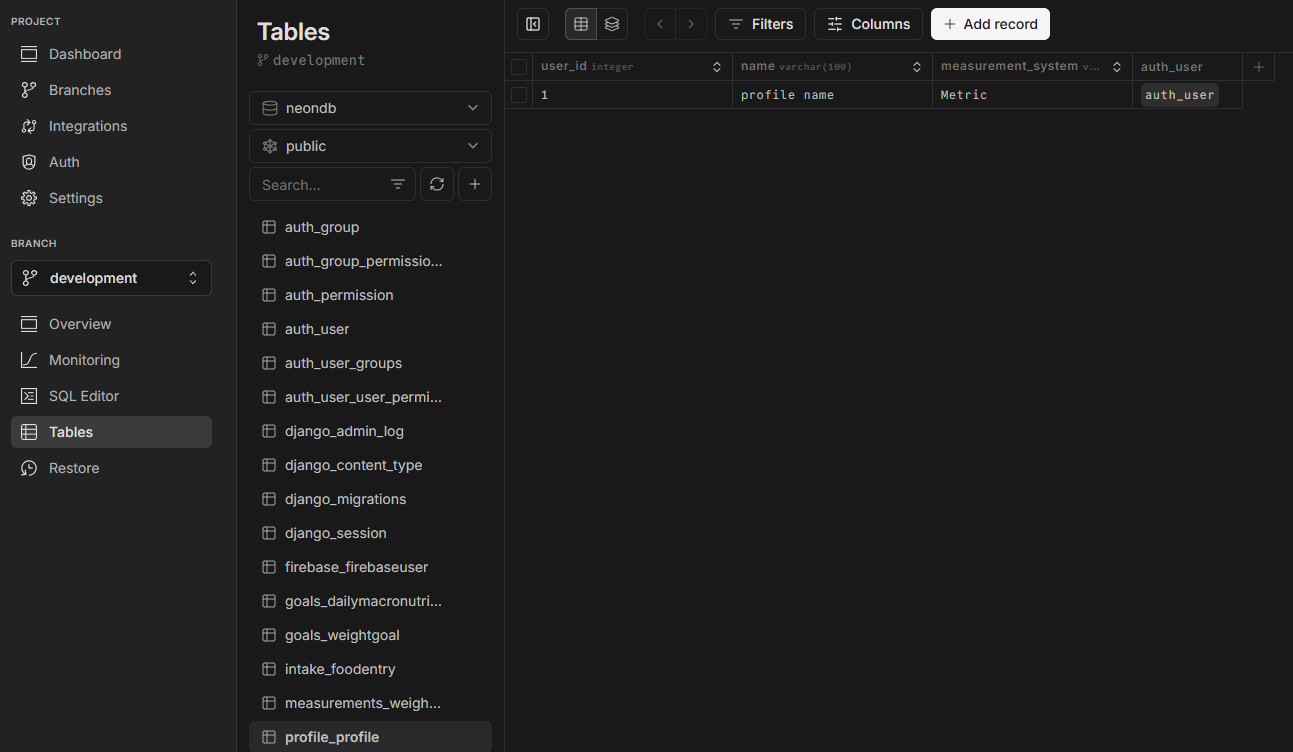 PROJECT
Dashboard
Branches
Integrations
Auth
Settings
BRANCH
development
Overview
Monitoring
SQL Editor
Tables
Restore
Tables
development
neondb
public
Search...
auth_group
auth_group_permissio...
auth_permission
auth_user
auth_user_groups
auth_user_user_permi...
django_admin_log
django_content_type
django_migrations
django_session
firebase_firebaseuser
goals_dailymacronutri...
goals_weightgoal
intake_foodentry
measurements_weigh...
profile_profile
Filters Columns Add record
user_id integer name varchar(100) measurement_system v... auth_user
1 profile name Metric auth_user